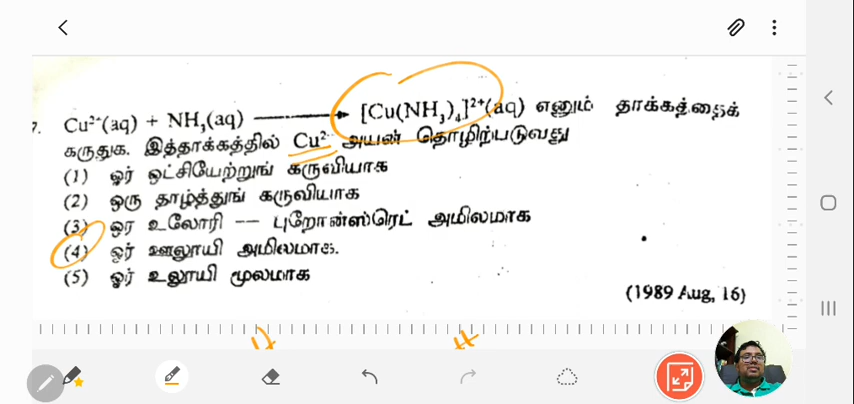 7. Cu²⁺(aq) + NH₃(aq) ⟶ [Cu(NH₃)₄]²⁺(aq) எனும் தாக்கத்தைக்
கருதுக. இத்தாக்கத்தில் Cu²⁻ அயன் தொழிற்படுவது
(1) ஓர் ஒட்சியேற்றுங் கருவியாக
(2) ஒரு தாழ்த்துங் கருவியாக
(3) ஓர உலோரி -- புறோன்ஸ்ரெட் அமிலமாக
(4) ஓர் ஊலூாயி அமிலமாக.
(5) ஓர் உலூயி மூலமாக
(1989 Aug, 16)